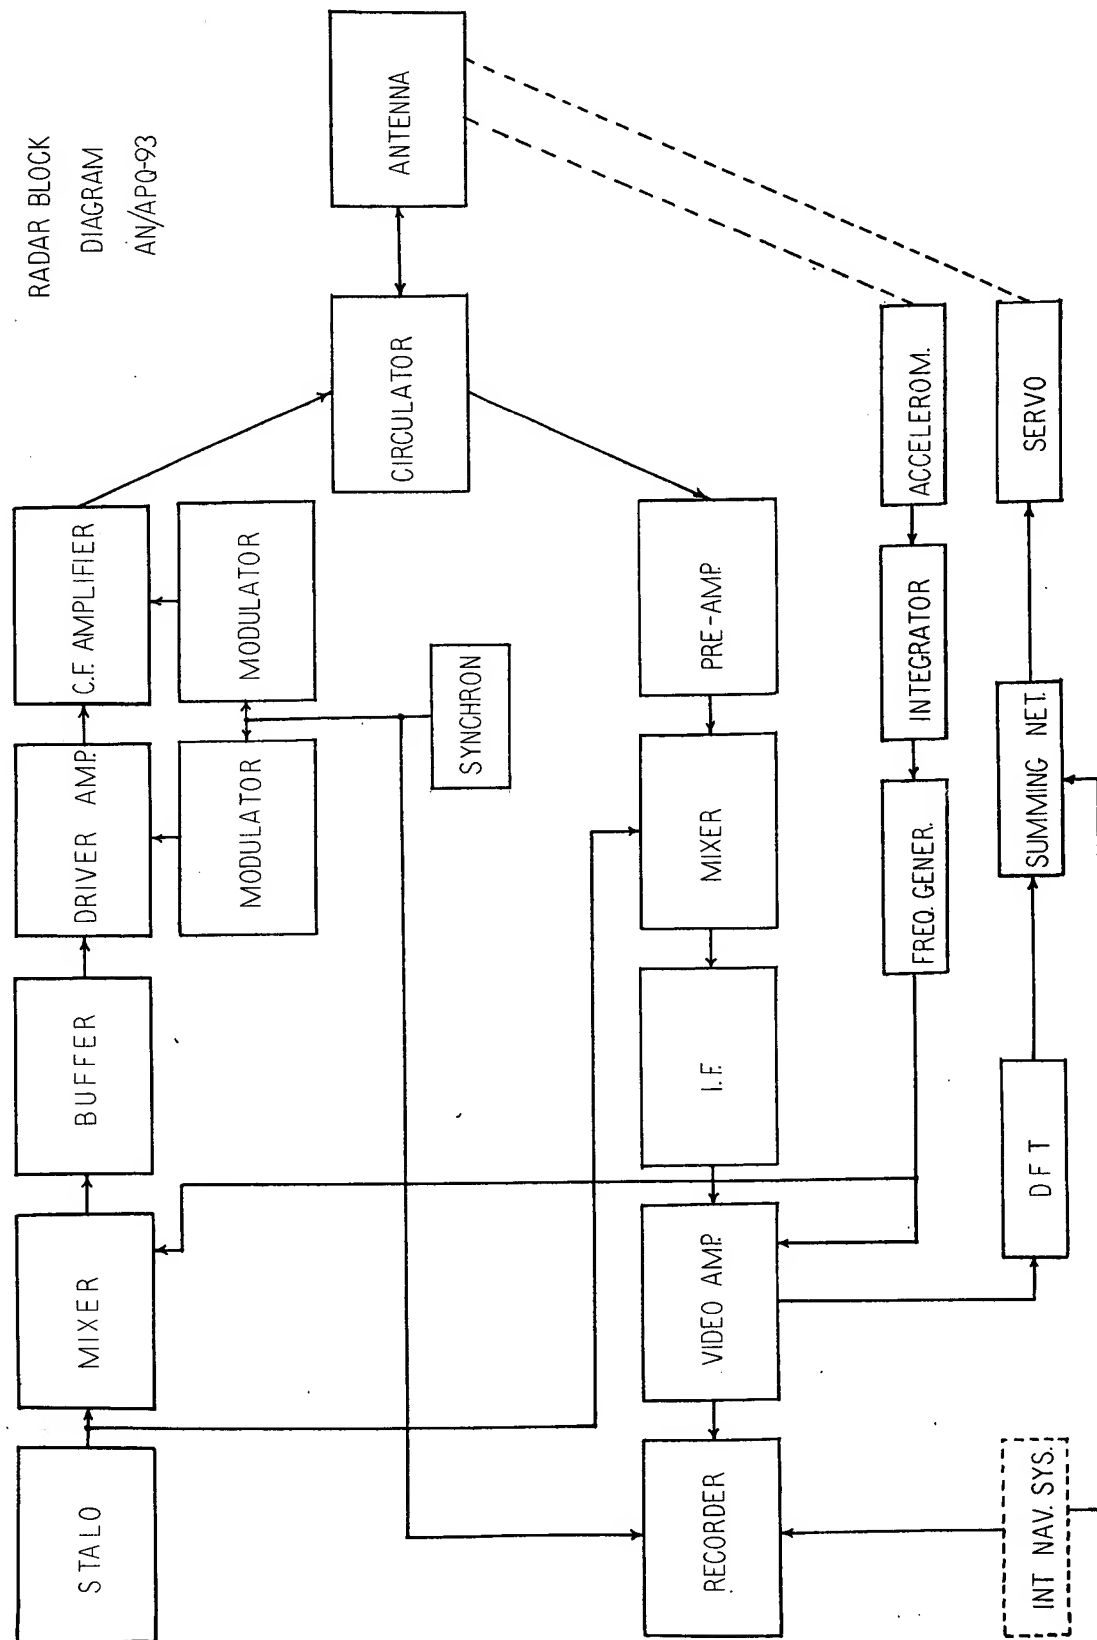 RADAR BLOCK
DIAGRAM
AN/APQ-93
STALO
MIXER
BUFFER
DRIVER AMP.
C.F. AMPLIFIER
MODULATOR
MODULATOR
SYNCHRON
CIRCULATOR
ANTENNA
RECORDER
VIDEO AMP.
I.F.
MIXER
PRE-AMP.
FREQ. GENER.
INTEGRATOR
ACCELEROM.
INT NAV. SYS.
DFT
SUMMING NET.
SERVO